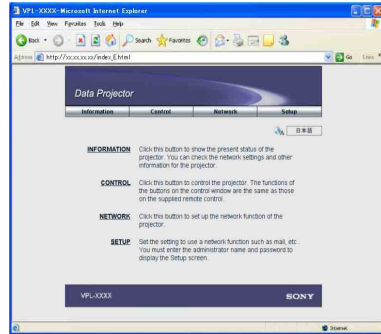 VPL-XXXX-Microsoft Internet Explorer
File Edit View Favorites Tools Help
Back Search Favorites
Address http://xx.xx.xx.xx/index_E.html Go Links
Data Projector
Information Control Network Setup
日本語
INFORMATION Click this button to show the present status of the
projector. You can check the network settings and other
information for the projector.
CONTROL Click this button to control the projector. The functions of
the buttons on the control window are the same as those
on the supplied remote control.
NETWORK Click this button to set up the network function of the
projector.
SETUP Set the setting to use a network function such as mail, etc..
You must enter the administrator name and password to
display the Setup screen.
VPL-XXXX SONY
Internet